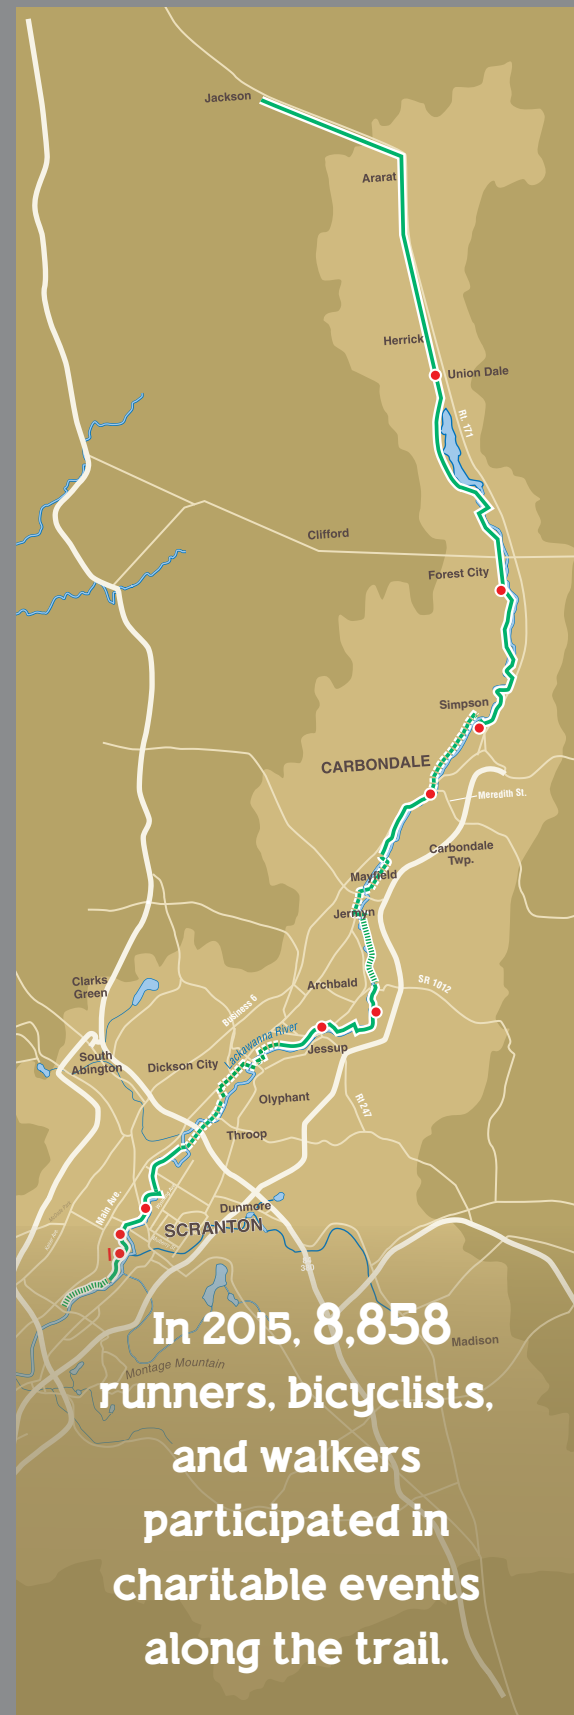 Jackson
Ararat
Herrick
Union Dale
Rt. 171
Clifford
Forest City
Simpson
CARBONDALE
Meredith St.
Carbondale
Twp.
Mayfield
Jermyn
Archbald
SR 1012
Clarks
Green
Business 6
Lackawanna River
Jessup
South
Abington
Dickson City
Olyphant
Rt 247
Throop
Main Ave.
Dunmore
SCRANTON
380
In 2015, 8,858
Madison
Montage Mountain
runners, bicyclists,
and walkers
participated in
charitable events
along the trail.